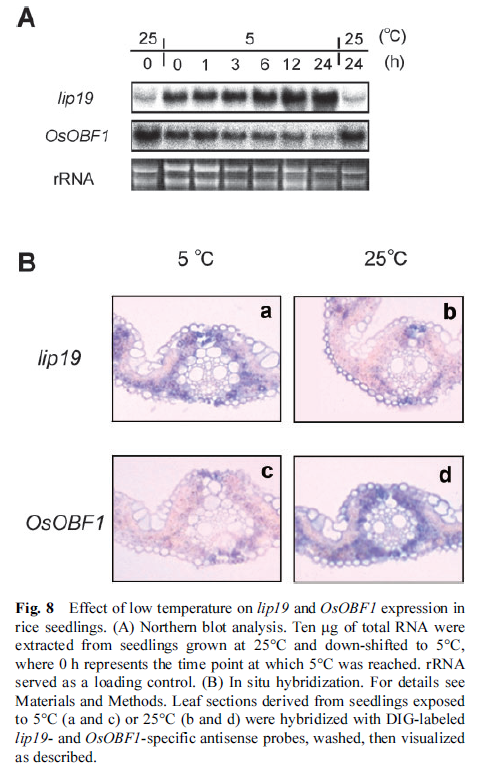 A
25 5 25 (°C)
0 0 1 3 6 12 24 24 (h)
lip19
OsOBF1
rRNA
B
5 °C 25°C
a b
lip19
c d
OsOBF1
Fig. 8 Effect of low temperature on lip19 and OsOBF1 expression in
rice seedlings. (A) Northern blot analysis. Ten μg of total RNA were
extracted from seedlings grown at 25°C and down-shifted to 5°C,
where 0 h represents the time point at which 5°C was reached. rRNA
served as a loading control. (B) In situ hybridization. For details see
Materials and Methods. Leaf sections derived from seedlings exposed
to 5°C (a and c) or 25°C (b and d) were hybridized with DIG-labeled
lip19- and OsOBF1-specific antisense probes, washed, then visualized
as described.